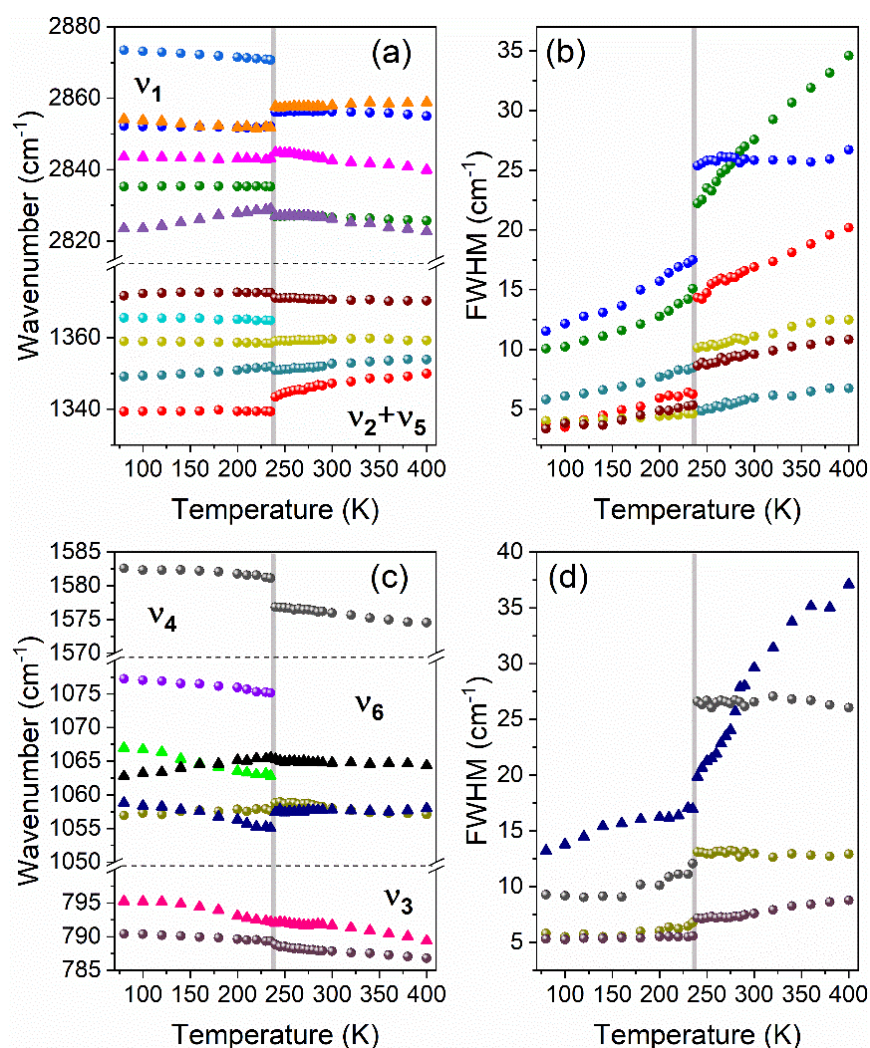 (a)
2880
ν1
2860
2840
2820
1360
1340
ν2+ν5
Wavenumber (cm-1)
100 150 200 250 300 350 400
Temperature (K)
(b)
35
30
25
20
15
10
5
FWHM (cm-1)
100 150 200 250 300 350 400
Temperature (K)
(c)
1585
1580
1575
1570
ν4
1075
1070
1065
1060
1055
1050
ν6
795
790
785
ν3
Wavenumber (cm-1)
100 150 200 250 300 350 400
Temperature (K)
(d)
40
35
30
25
20
15
10
5
FWHM (cm-1)
100 150 200 250 300 350 400
Temperature (K)